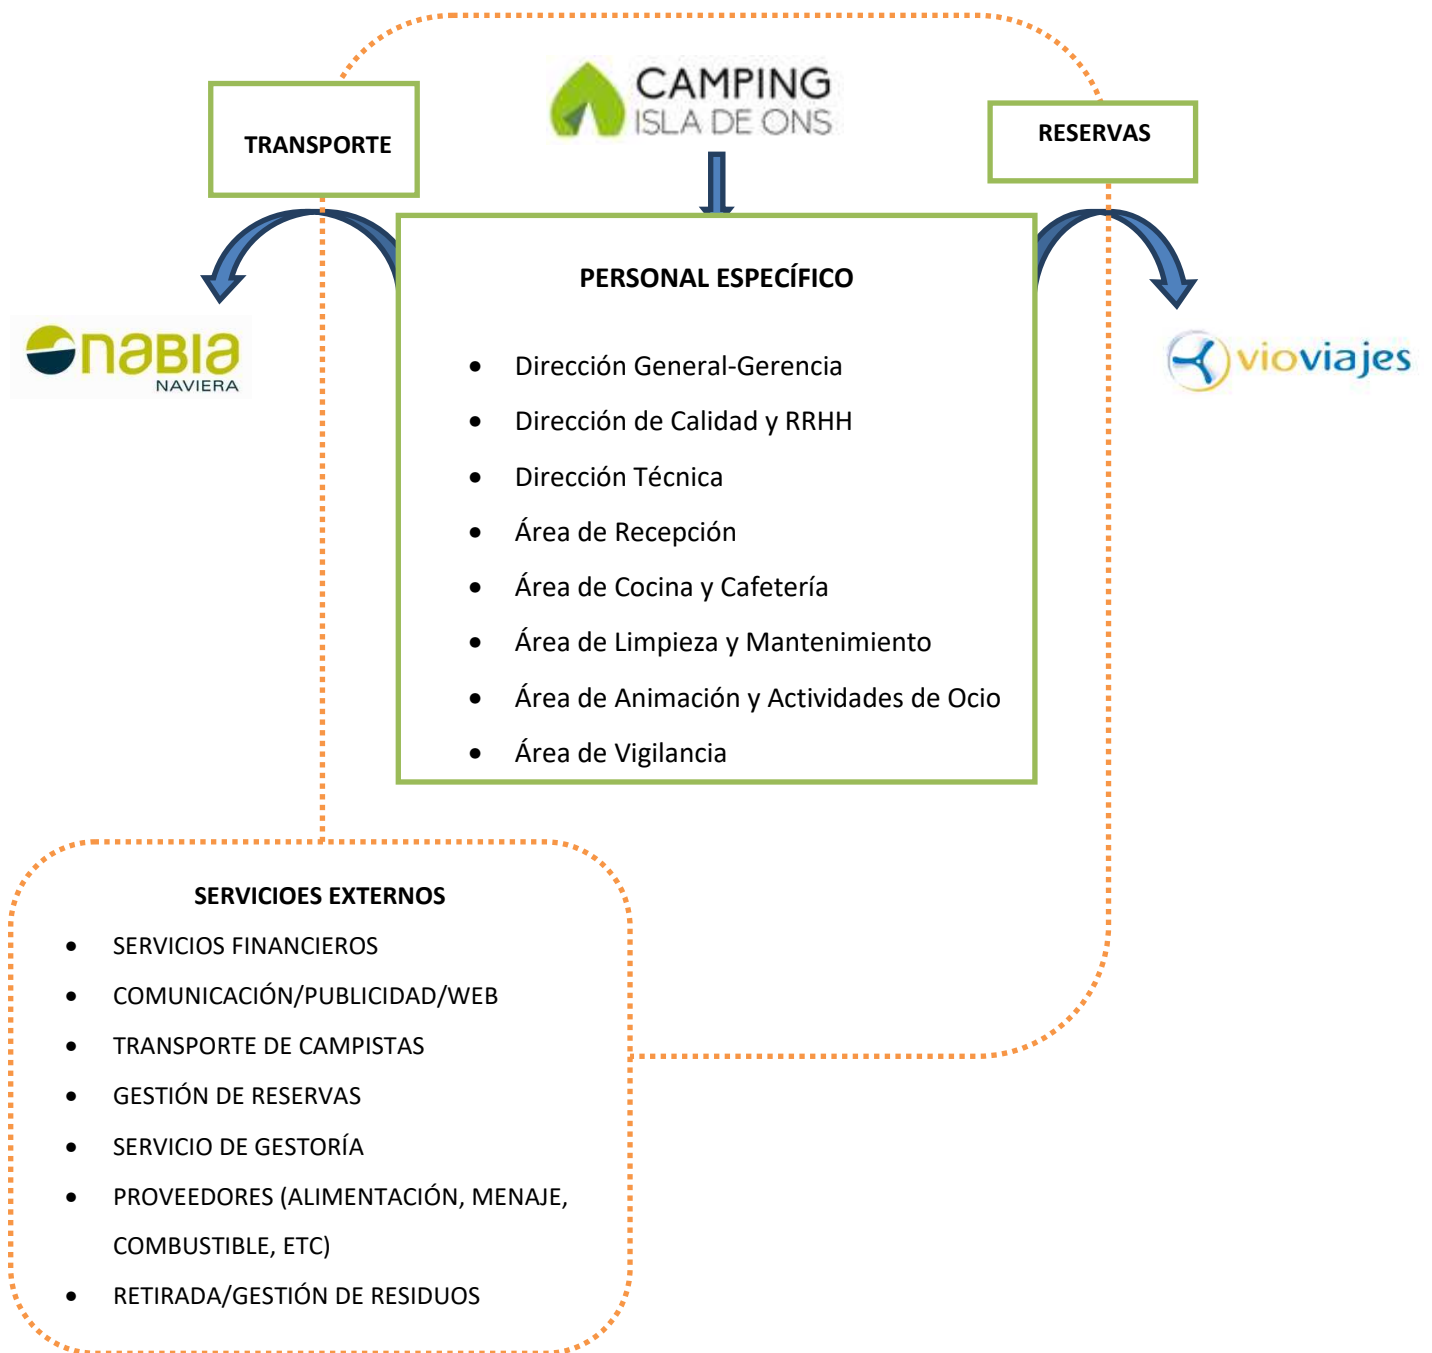 CAMPING
ISLA DE ONS
TRANSPORTE
RESERVAS
nabia
NAVIERA
vioviajes
PERSONAL ESPECÍFICO
• Dirección General-Gerencia
• Dirección de Calidad y RRHH
• Dirección Técnica
• Área de Recepción
• Área de Cocina y Cafetería
• Área de Limpieza y Mantenimiento
• Área de Animación y Actividades de Ocio
• Área de Vigilancia
SERVICIOES EXTERNOS
• SERVICIOS FINANCIEROS
• COMUNICACIÓN/PUBLICIDAD/WEB
• TRANSPORTE DE CAMPISTAS
• GESTIÓN DE RESERVAS
• SERVICIO DE GESTORÍA
• PROVEEDORES (ALIMENTACIÓN, MENAJE,
COMBUSTIBLE, ETC)
• RETIRADA/GESTIÓN DE RESIDUOS